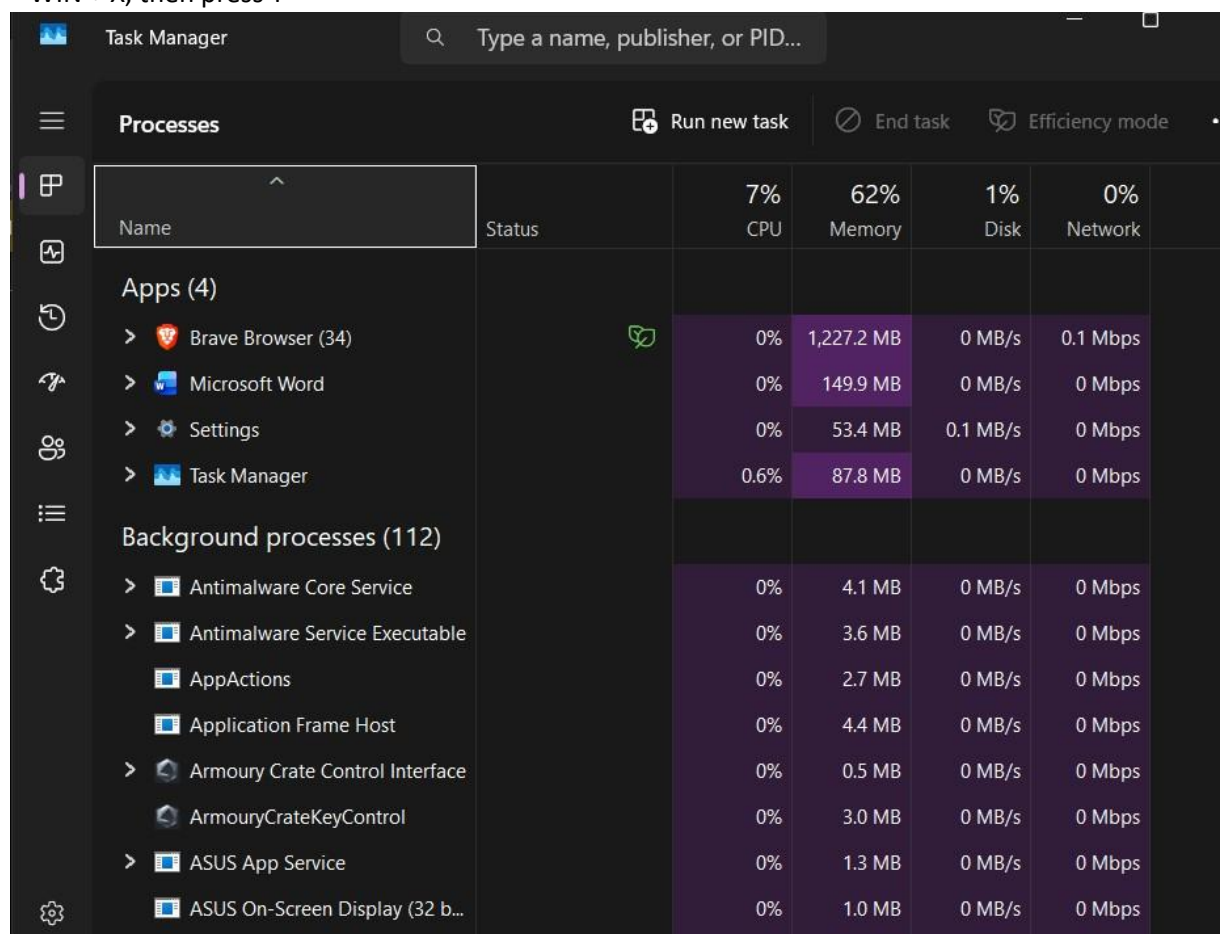 WIN + X, then press T
Task Manager Type a name, publisher, or PID...
Processes Run new task End task Efficiency mode
7% 62% 1% 0%
Name Status CPU Memory Disk Network
Apps (4)
Brave Browser (34) 0% 1,227.2 MB 0 MB/s 0.1 Mbps
Microsoft Word 0% 149.9 MB 0 MB/s 0 Mbps
Settings 0% 53.4 MB 0.1 MB/s 0 Mbps
Task Manager 0.6% 87.8 MB 0 MB/s 0 Mbps
Background processes (112)
Antimalware Core Service 0% 4.1 MB 0 MB/s 0 Mbps
Antimalware Service Executable 0% 3.6 MB 0 MB/s 0 Mbps
AppActions 0% 2.7 MB 0 MB/s 0 Mbps
Application Frame Host 0% 4.4 MB 0 MB/s 0 Mbps
Armoury Crate Control Interface 0% 0.5 MB 0 MB/s 0 Mbps
ArmouryCrateKeyControl 0% 3.0 MB 0 MB/s 0 Mbps
ASUS App Service 0% 1.3 MB 0 MB/s 0 Mbps
ASUS On-Screen Display (32 b... 0% 1.0 MB 0 MB/s 0 Mbps